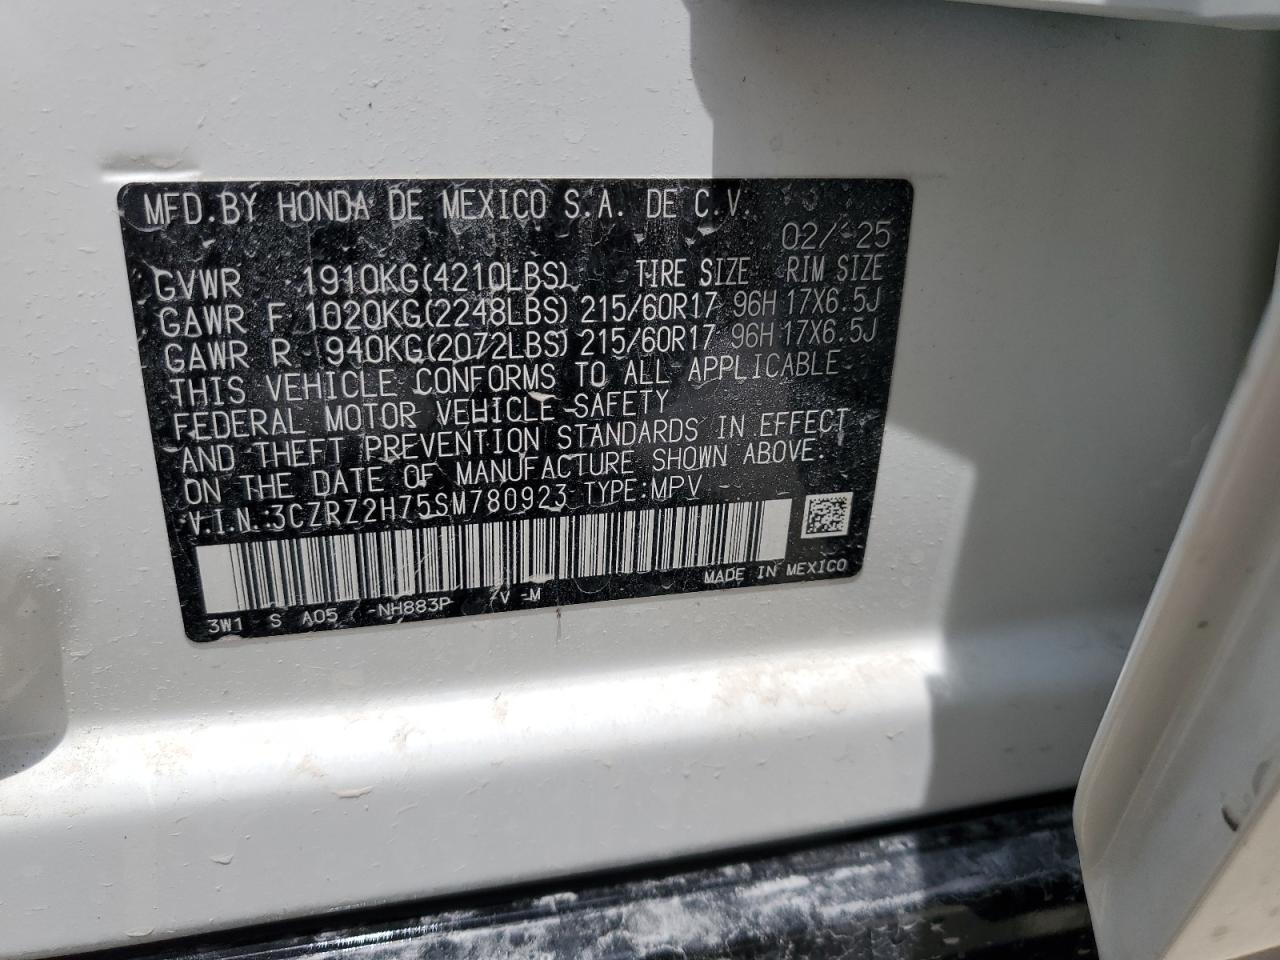 MFD.BY HONDA DE MEXICO S.A. DE C.V.
02/ 25
GVWR 1910KG(4210LBS) TIRE SIZE RIM SIZE
GAWR F 1020KG(2248LBS) 215/60R17 96H 17X6.5J
GAWR R 940KG(2072LBS) 215/60R17 96H 17X6.5J
THIS VEHICLE CONFORMS TO ALL APPLICABLE
FEDERAL MOTOR VEHICLE SAFETY
AND THEFT PREVENTION STANDARDS IN EFFECT
ON THE DATE OF MANUFACTURE SHOWN ABOVE.
V.I.N.:3CZRZ2H75SM780923 TYPE:MPV
MADE IN MEXICO
3W1 S A05 -NH883P -V -M